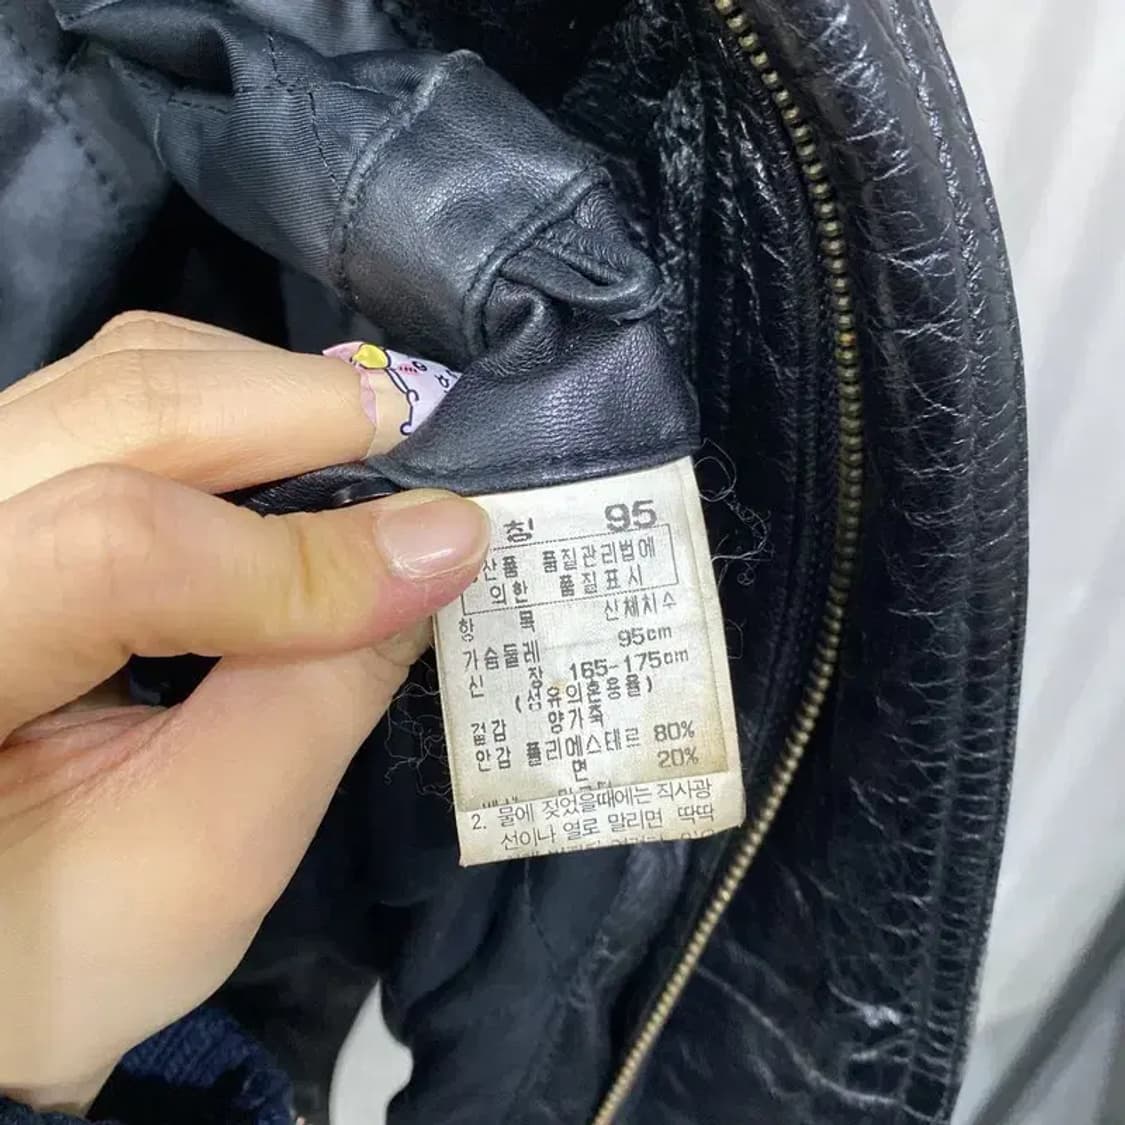 칭 95
산품 품질관리법에
의한 품질표시
항 목 신체치수
가슴둘레 95cm
신 장 165-175cm
(섬유의혼용율)
겉감 양가죽
안감 폴리에스테르 80%
면 20%
2. 물에 젖었을때에는 직사광
선이나 열로 말리면 딱딱